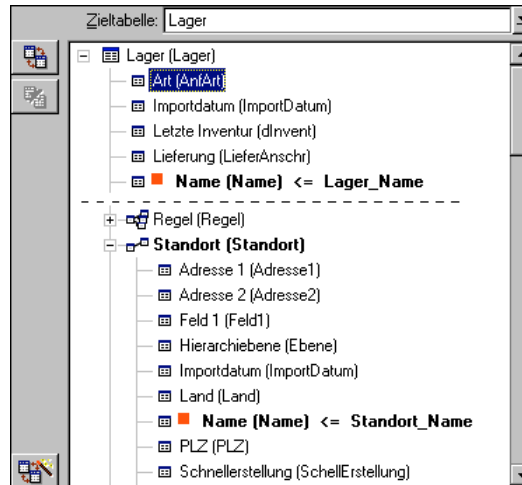 Zieltabelle: Lager
Lager (Lager)
Art (AnfArt)
Importdatum (ImportDatum)
Letzte Inventur (dInvent)
Lieferung (LieferAnschr)
Name (Name) <= Lager_Name
Regel (Regel)
Standort (Standort)
Adresse 1 (Adresse1)
Adresse 2 (Adresse2)
Feld 1 (Feld1)
Hierarchiebene (Ebene)
Importdatum (ImportDatum)
Land (Land)
Name (Name) <= Standort_Name
PLZ (PLZ)
Schnellerstellung (SchellErstellung)